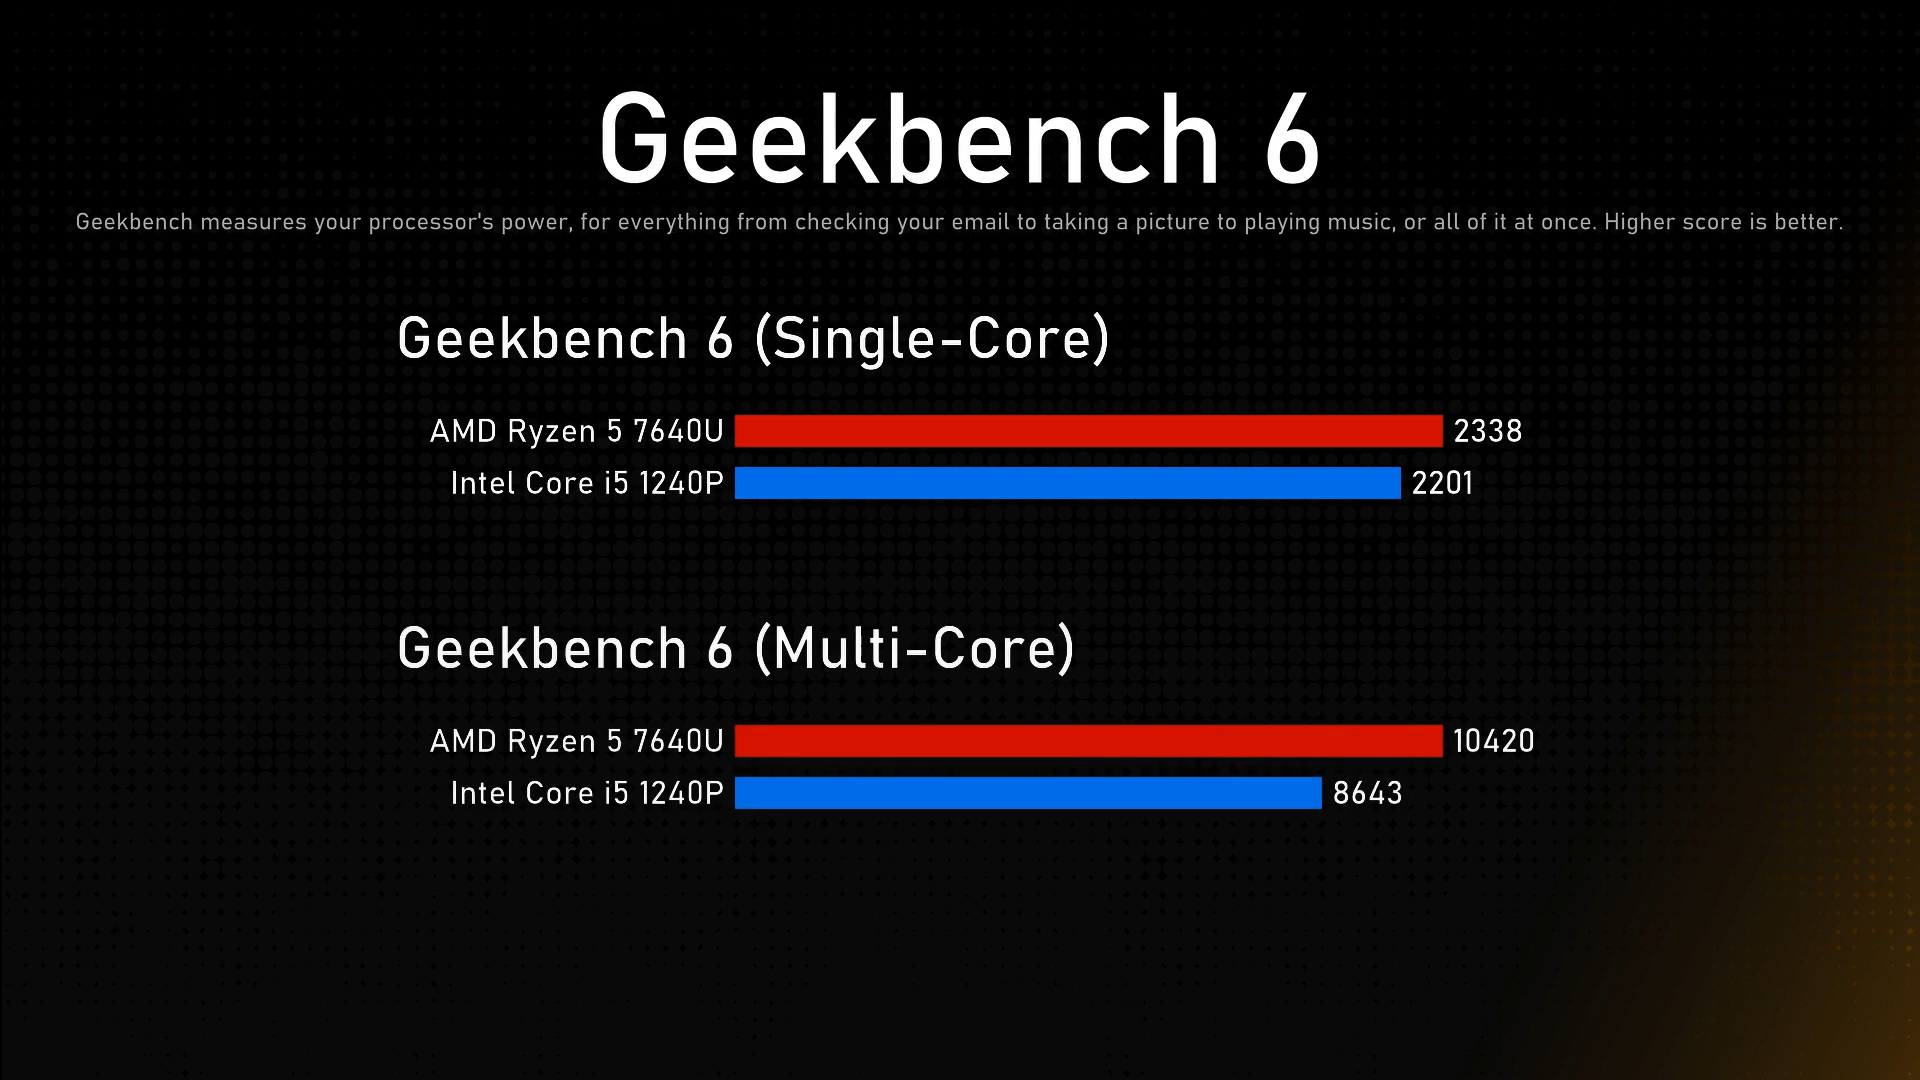 Geekbench 6
Geekbench measures your processor's power, for everything from checking your email to taking a picture to playing music, or all of it at once. Higher score is better.
Geekbench 6 (Single-Core)
AMD Ryzen 5 7640U 2338
Intel Core i5 1240P 2201
Geekbench 6 (Multi-Core)
AMD Ryzen 5 7640U 10420
Intel Core i5 1240P 8643